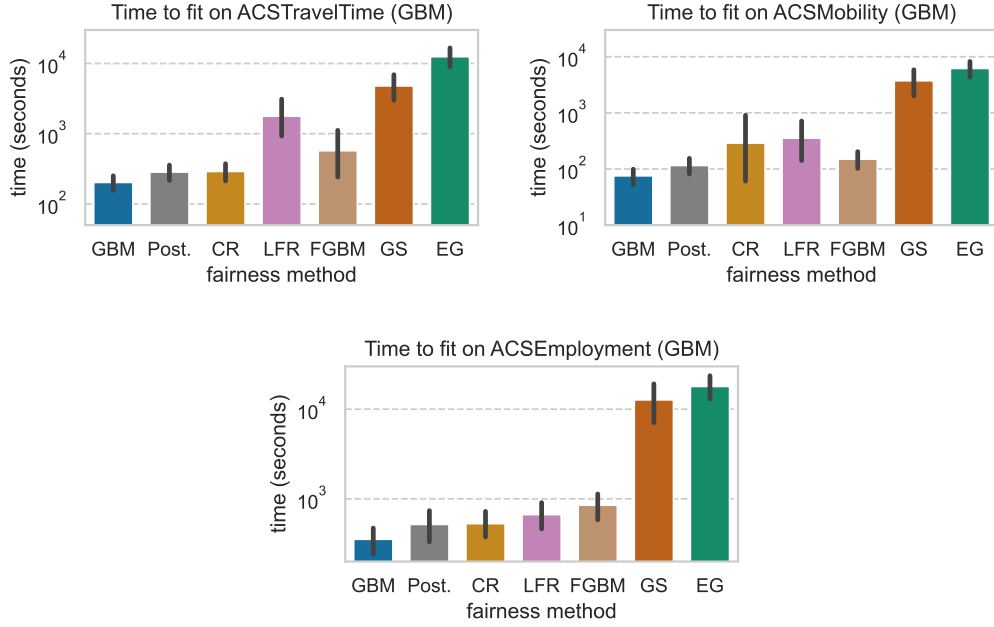 Time to fit on ACSTravelTime (GBM)
time (seconds)
10^4
10^3
10^2
GBM Post. CR LFR FGBM GS EG
fairness method
Time to fit on ACSMobility (GBM)
time (seconds)
10^4
10^3
10^2
10^1
GBM Post. CR LFR FGBM GS EG
fairness method
Time to fit on ACSEmployment (GBM)
time (seconds)
10^4
10^3
GBM Post. CR LFR FGBM GS EG
fairness method